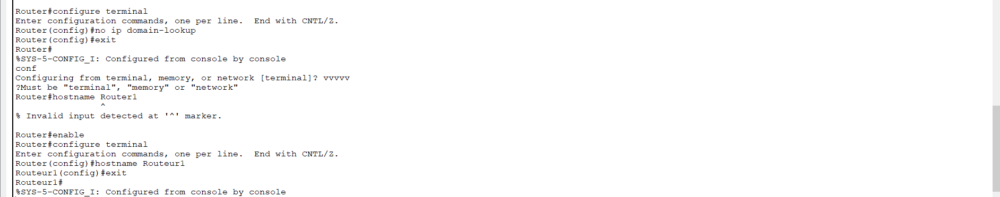 Router#configure terminal
Enter configuration commands, one per line.  End with CNTL/Z.
Router(config)#no ip domain-lookup
Router(config)#exit
Router#
%SYS-5-CONFIG_I: Configured from console by console
conf
Configuring from terminal, memory, or network [terminal]? vvvvv
?Must be "terminal", "memory" or "network"
Router#hostname Router1
                ^
% Invalid input detected at '^' marker.
Router#enable
Router#configure terminal
Enter configuration commands, one per line.  End with CNTL/Z.
Router(config)#hostname Routeur1
Routeur1(config)#exit
Routeur1#
%SYS-5-CONFIG_I: Configured from console by console